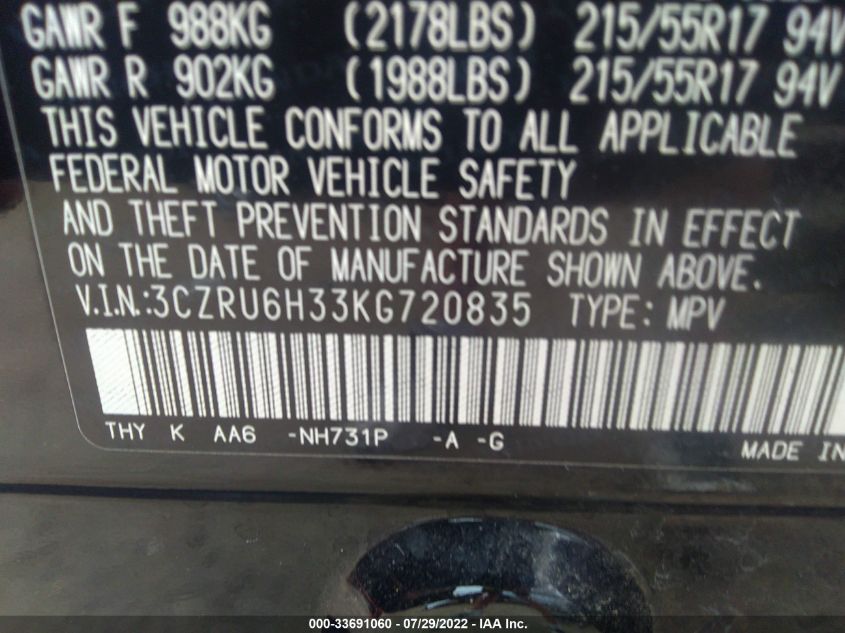 GAWR F 988KG (2178LBS) 215/55R17 94V
GAWR R 902KG (1988LBS) 215/55R17 94V
THIS VEHICLE CONFORMS TO ALL APPLICABLE
FEDERAL MOTOR VEHICLE SAFETY
AND THEFT PREVENTION STANDARDS IN EFFECT
ON THE DATE OF MANUFACTURE SHOWN ABOVE.
V.I.N.:3CZRU6H33KG720835 TYPE: MPV
THY K AA6 -NH731P -A -G
MADE IN
000-33691060 - 07/29/2022 - IAA Inc.